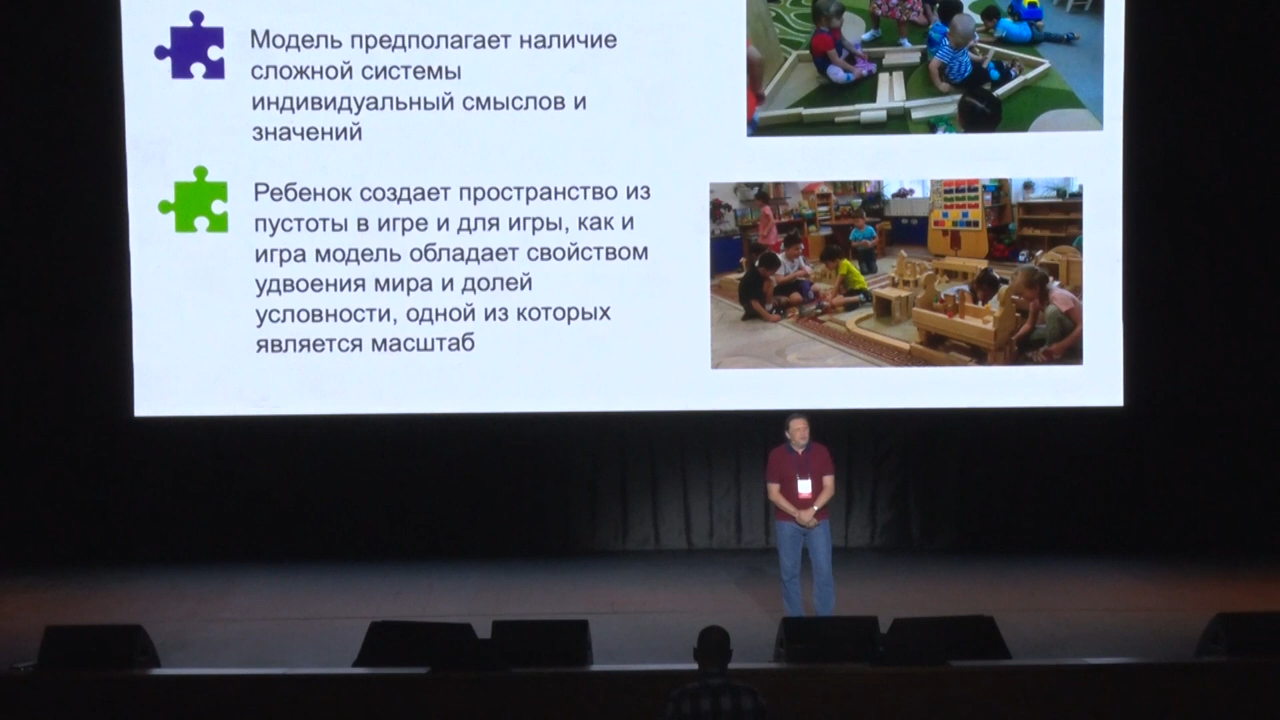 Модель предполагает наличие
сложной системы
индивидуальный смыслов и
значений
Ребенок создает пространство из
пустоты в игре и для игры, как и
игра модель обладает свойством
удвоения мира и долей
условности, одной из которых
является масштаб